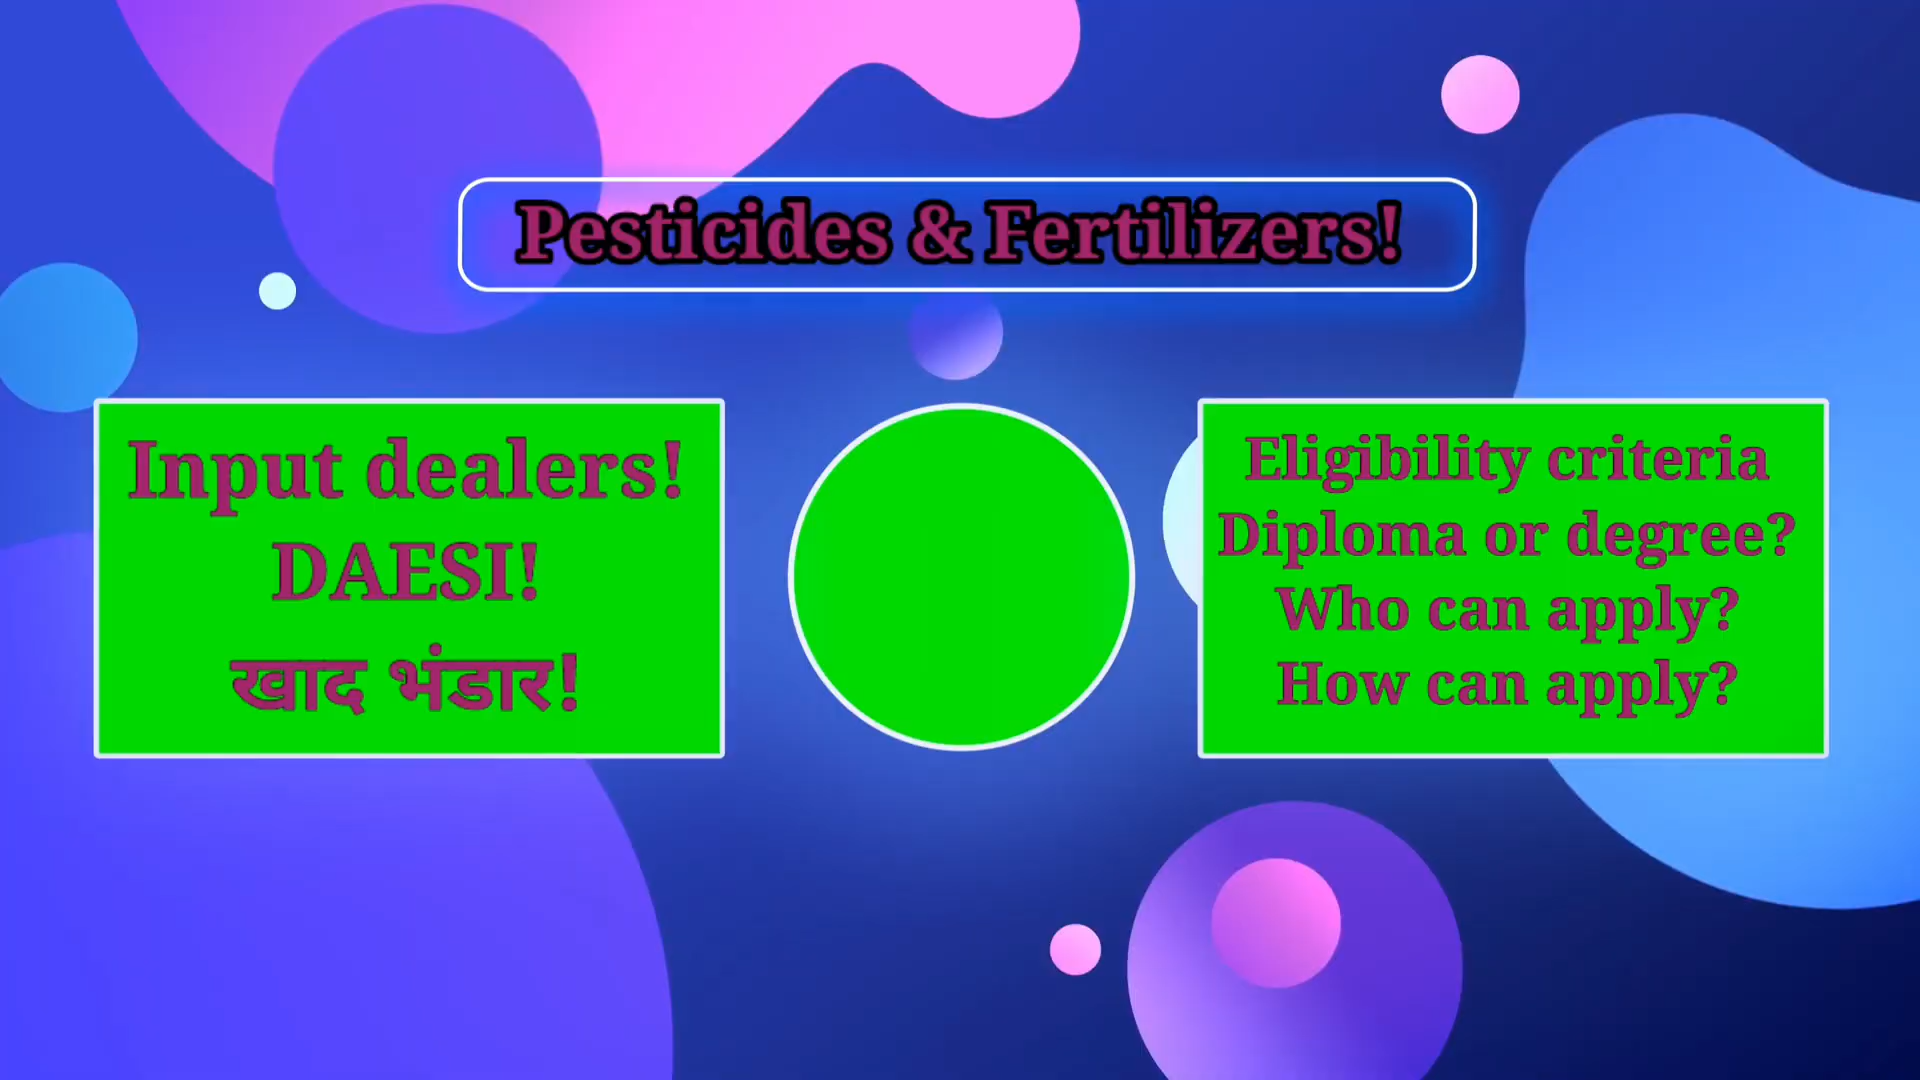 Pesticides & Fertilizers!
Input dealers!
DAESI!
खाद भंडार!
Eligibility criteria
Diploma or degree?
Who can apply?
How can apply?